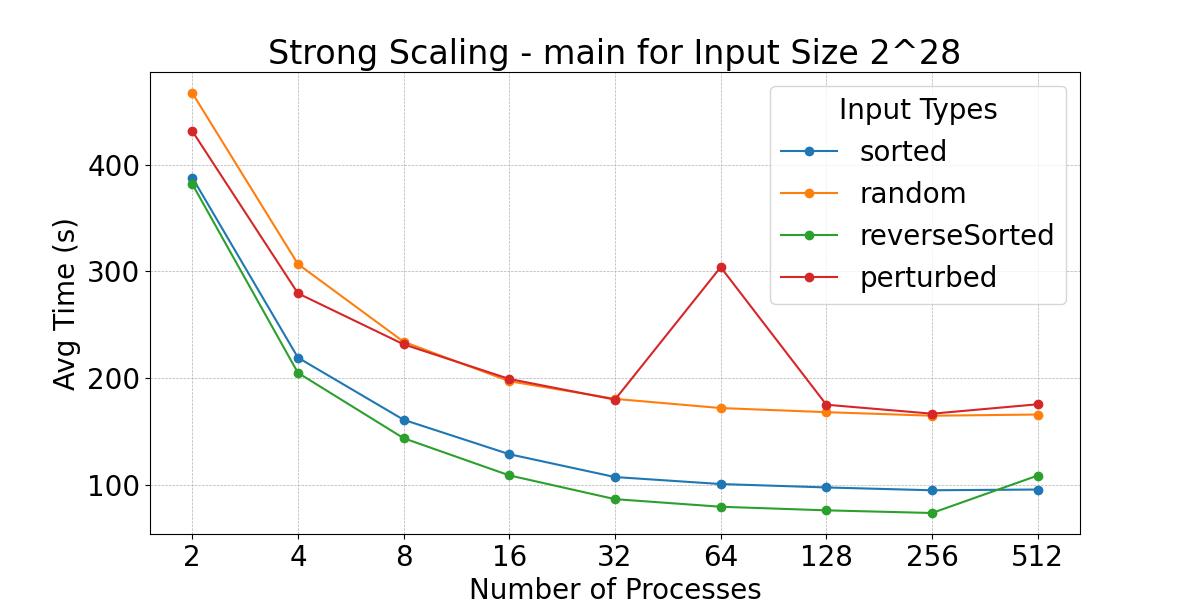 Strong Scaling - main for Input Size 2^28
Input Types
sorted
random
reverseSorted
perturbed
Avg Time (s)
400
300
200
100
2 4 8 16 32 64 128 256 512
Number of Processes